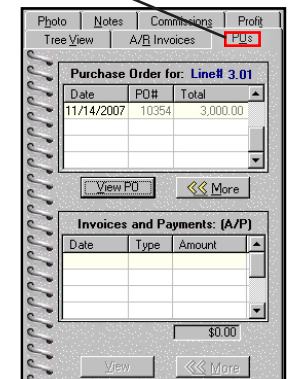 Photo Notes Commissions Profit
Tree View A/R Invoices POs
Purchase Order for: Line# 3.01
Date PO# Total
11/14/2007 10354 3,000.00
View PO More
Invoices and Payments: (A/P)
Date Type Amount
$0.00
View More